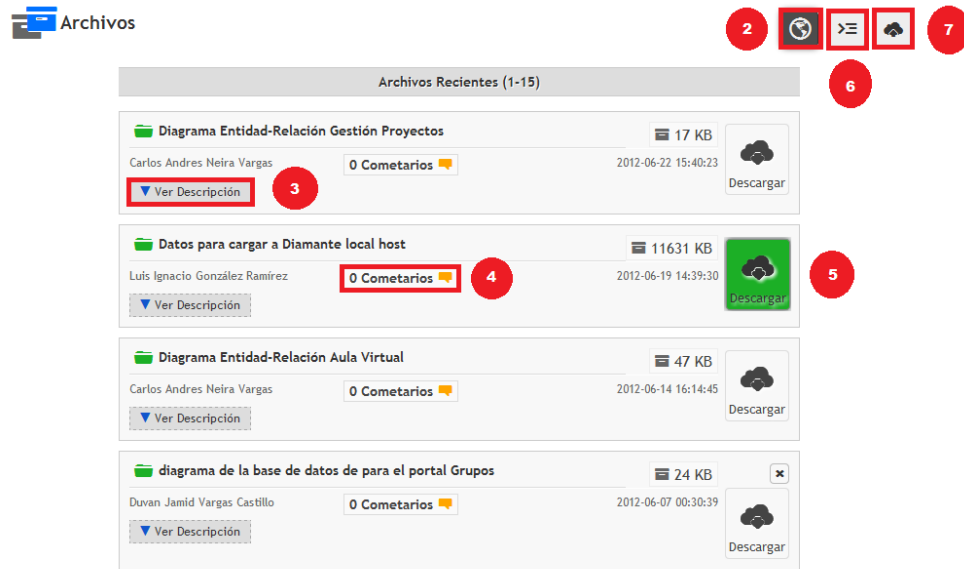 Archivos
2
7
6
Archivos Recientes (1-15)
Diagrama Entidad-Relación Gestión Proyectos
17 KB
Carlos Andres Neira Vargas
0 Cometarios
2012-06-22 15:40:23
Descargar
Ver Descripción
3
Datos para cargar a Diamante local host
11631 KB
Luis Ignacio González Ramírez
0 Cometarios
4
2012-06-19 14:39:30
Descargar
5
Ver Descripción
Diagrama Entidad-Relación Aula Virtual
47 KB
Carlos Andres Neira Vargas
0 Cometarios
2012-06-14 16:14:45
Descargar
Ver Descripción
diagrama de la base de datos de para el portal Grupos
24 KB
Duvan Jamid Vargas Castillo
0 Cometarios
2012-06-07 00:30:39
Ver Descripción
Descargar